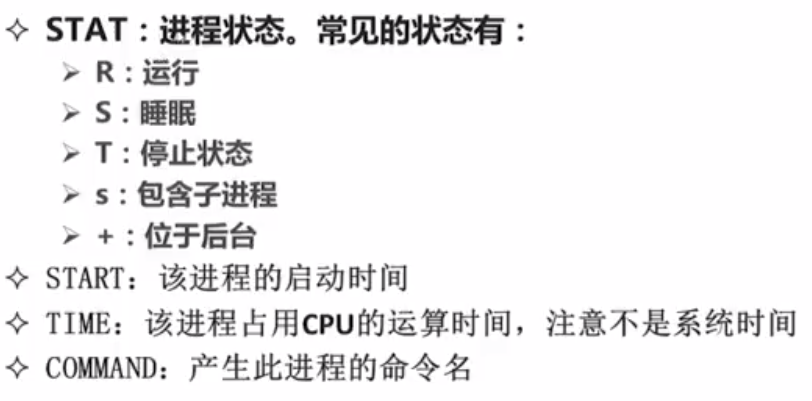 STAT：进程状态。常见的状态有：
R：运行
S：睡眠
T：停止状态
s：包含子进程
+：位于后台
START：该进程的启动时间
TIME：该进程占用CPU的运算时间，注意不是系统时间
COMMAND：产生此进程的命令名